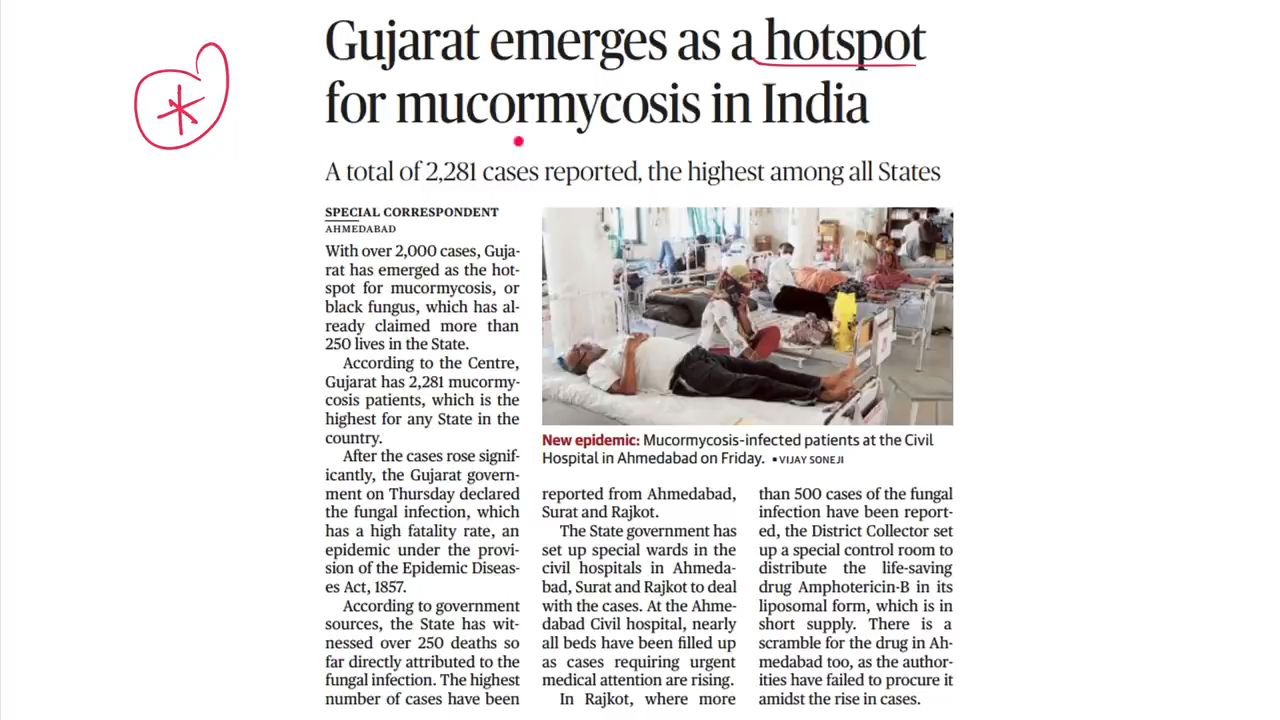 Gujarat emerges as a hotspot
for mucormycosis in India
A total of 2,281 cases reported, the highest among all States
SPECIAL CORRESPONDENT
AHMEDABAD
With over 2,000 cases, Guja-
rat has emerged as the hot-
spot for mucormycosis, or
black fungus, which has al-
ready claimed more than
250 lives in the State.
According to the Centre,
Gujarat has 2,281 mucormy-
cosis patients, which is the
highest for any State in the
country.
After the cases rose signif-
icantly, the Gujarat govern-
ment on Thursday declared
the fungal infection, which
has a high fatality rate, an
epidemic under the provi-
sion of the Epidemic Diseas-
es Act, 1857.
According to government
sources, the State has wit-
nessed over 250 deaths so
far directly attributed to the
fungal infection. The highest
number of cases have been
New epidemic: Mucormycosis-infected patients at the Civil
Hospital in Ahmedabad on Friday. ▪ VIJAY SONEJI
reported from Ahmedabad,
Surat and Rajkot.
The State government has
set up special wards in the
civil hospitals in Ahmeda-
bad, Surat and Rajkot to deal
with the cases. At the Ahme-
dabad Civil hospital, nearly
all beds have been filled up
as cases requiring urgent
medical attention are rising.
In Rajkot, where more
than 500 cases of the fungal
infection have been report-
ed, the District Collector set
up a special control room to
distribute the life-saving
drug Amphotericin-B in its
liposomal form, which is in
short supply. There is a
scramble for the drug in Ah-
medabad too, as the author-
ities have failed to procure it
amidst the rise in cases.